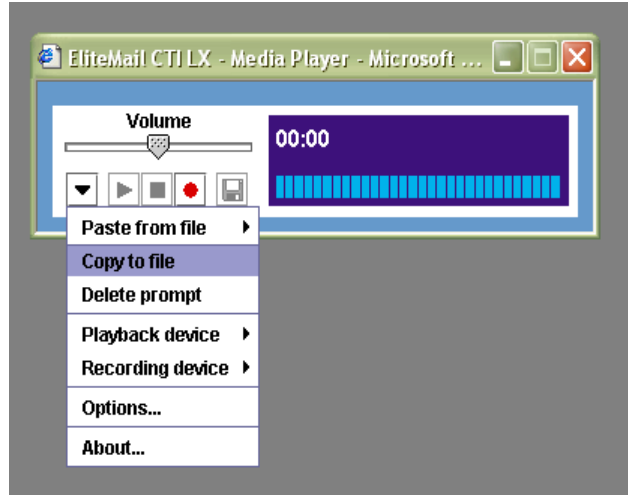 EliteMail CTI LX - Media Player - Microsoft ...
Volume
00:00
Paste from file
Copy to file
Delete prompt
Playback device
Recording device
Options...
About...